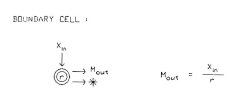 BOUNDARY CELL :
X_in
r
M_out
*
M_out = X_in / r